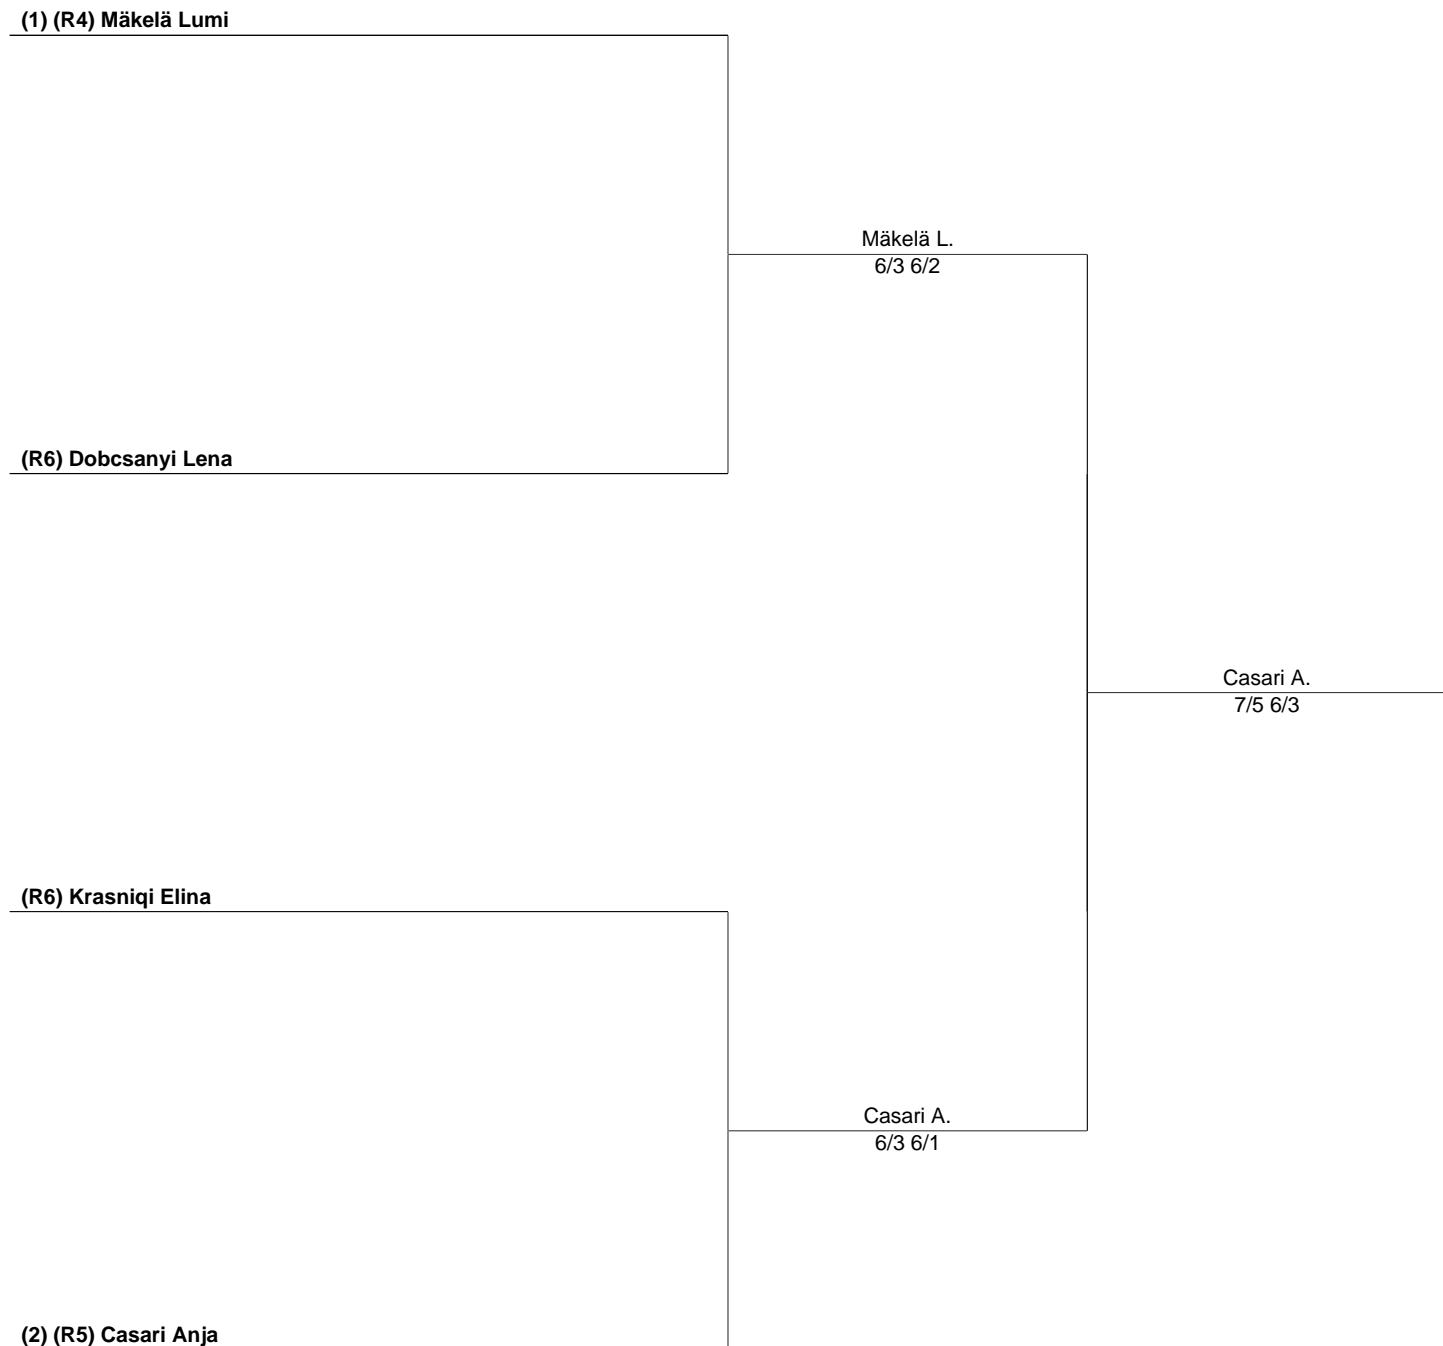 (1) (R4) Mäkelä Lumi
Mäkelä L.
6/3 6/2
(R6) Dobcsanyi Lena
Casari A.
7/5 6/3
(R6) Krasniqi Elina
Casari A.
6/3 6/1
(2) (R5) Casari Anja